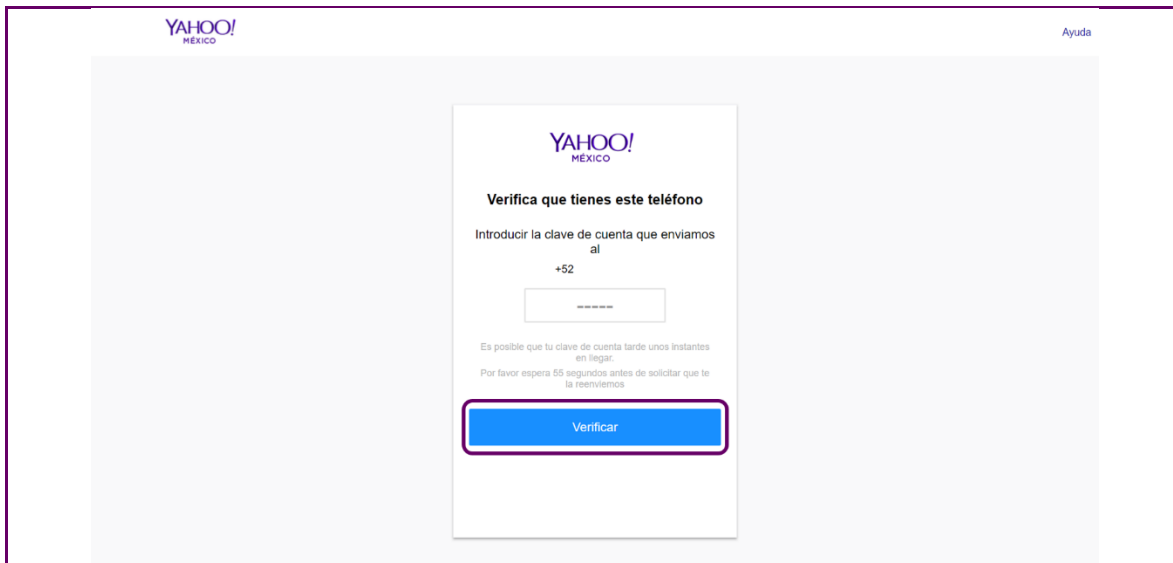 YAHOO!
MÉXICO
Ayuda
YAHOO!
MÉXICO
Verifica que tienes este teléfono
Introducir la clave de cuenta que enviamos
al
+52
-----
Es posible que tu clave de cuenta tarde unos instantes
en llegar.
Por favor espera 55 segundos antes de solicitar que te
la reenviemos
Verificar